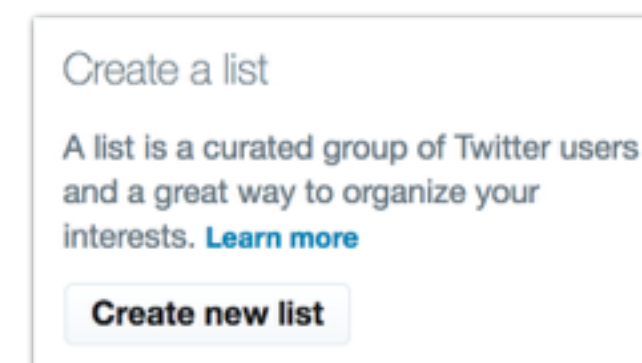 Create a list
A list is a curated group of Twitter users
and a great way to organize your
interests. Learn more
Create new list